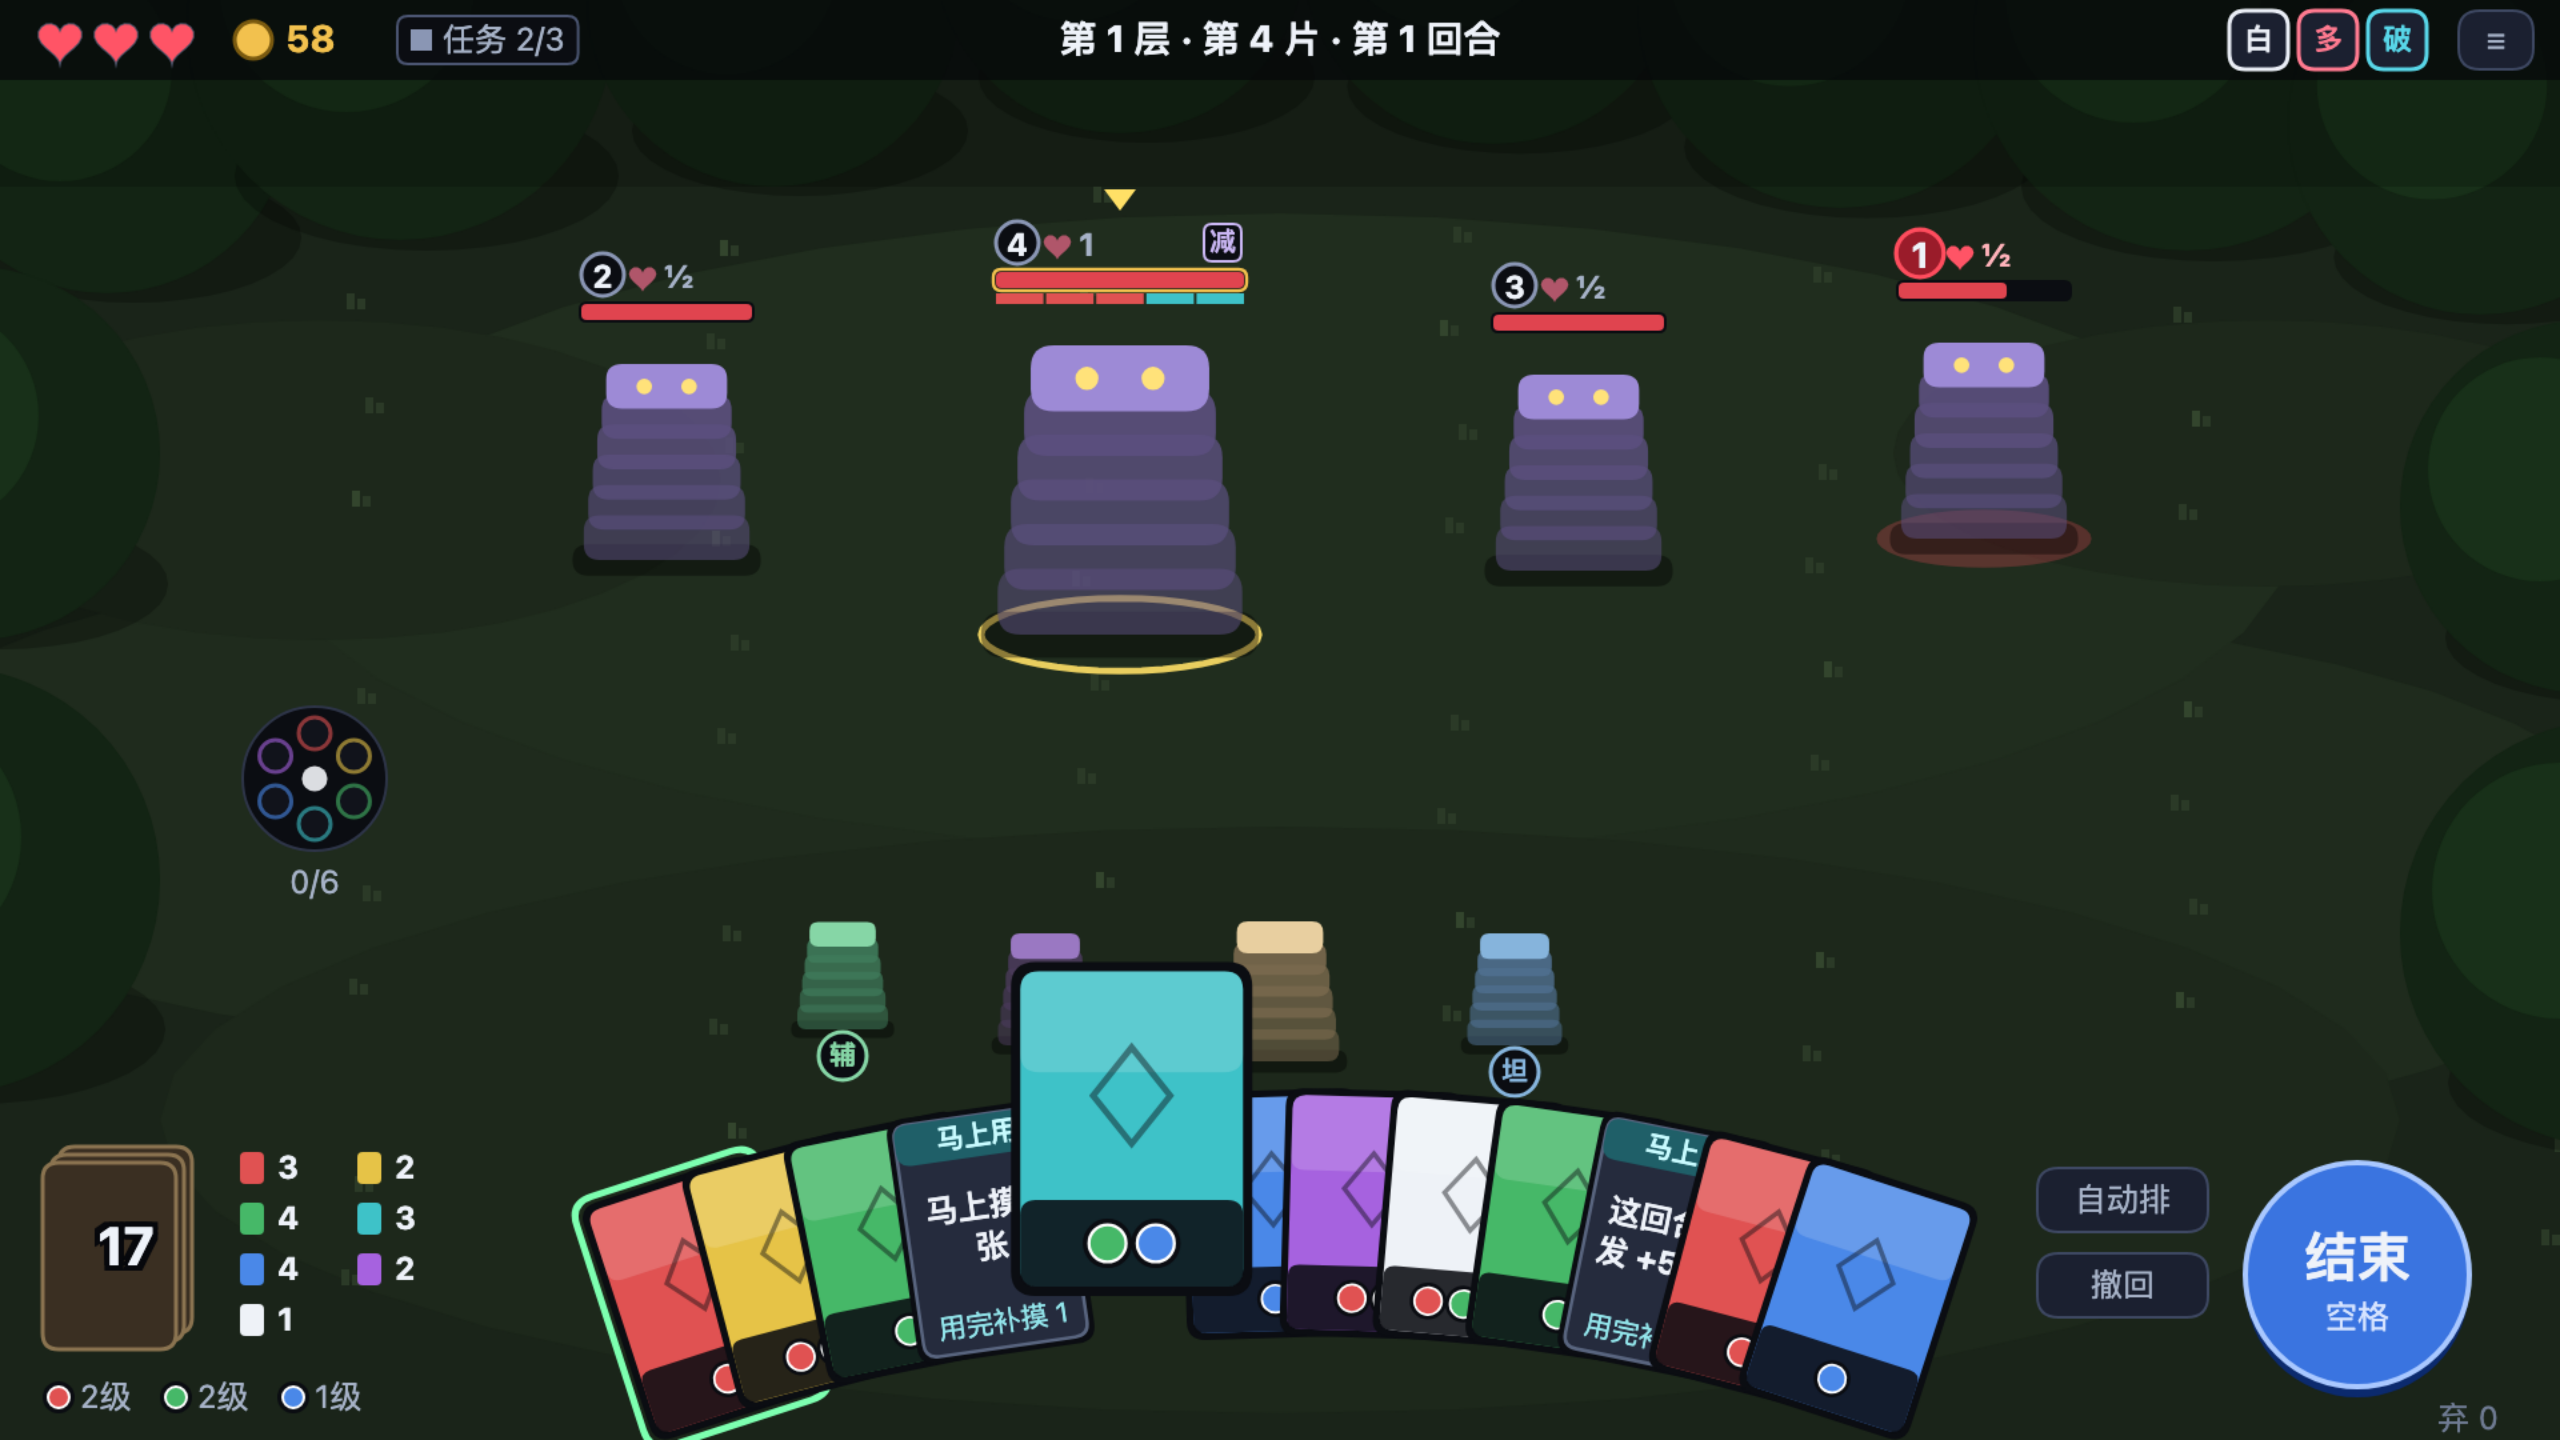 58
任务 2/3
第 1 层 · 第 4 片 · 第 1 回合
白
多
破
≡
4
1
减
1
½
2
½
3
½
0/6
辅
坦
马上用
马上摸
张
用完补摸 1
马上
这回合
发 +5
用完补
17
3
2
4
3
4
2
1
2级
2级
1级
自动排
撤回
结束
空格
弃 0